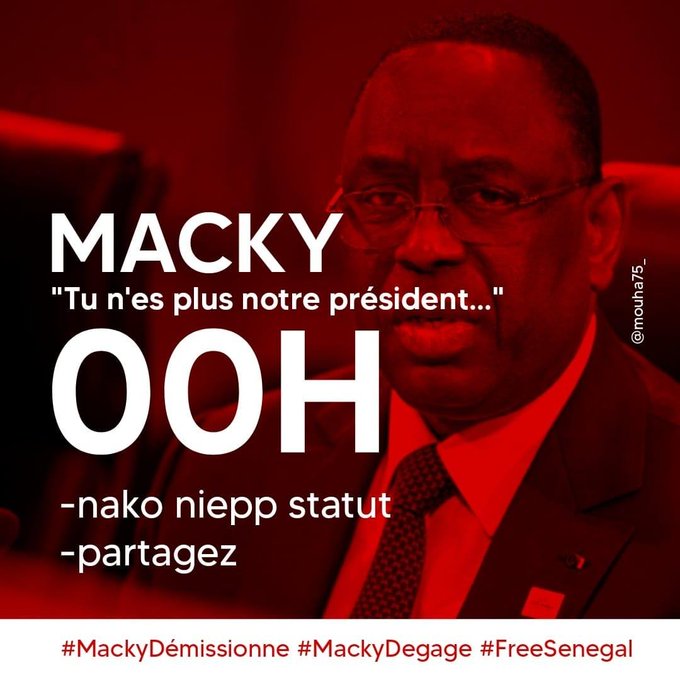 MACKY
"Tu n'es plus notre président..."
00H
-nako niepp statut
-partagez
@mouha75_
#MackyDémissionne #MackyDegage #FreeSenegal